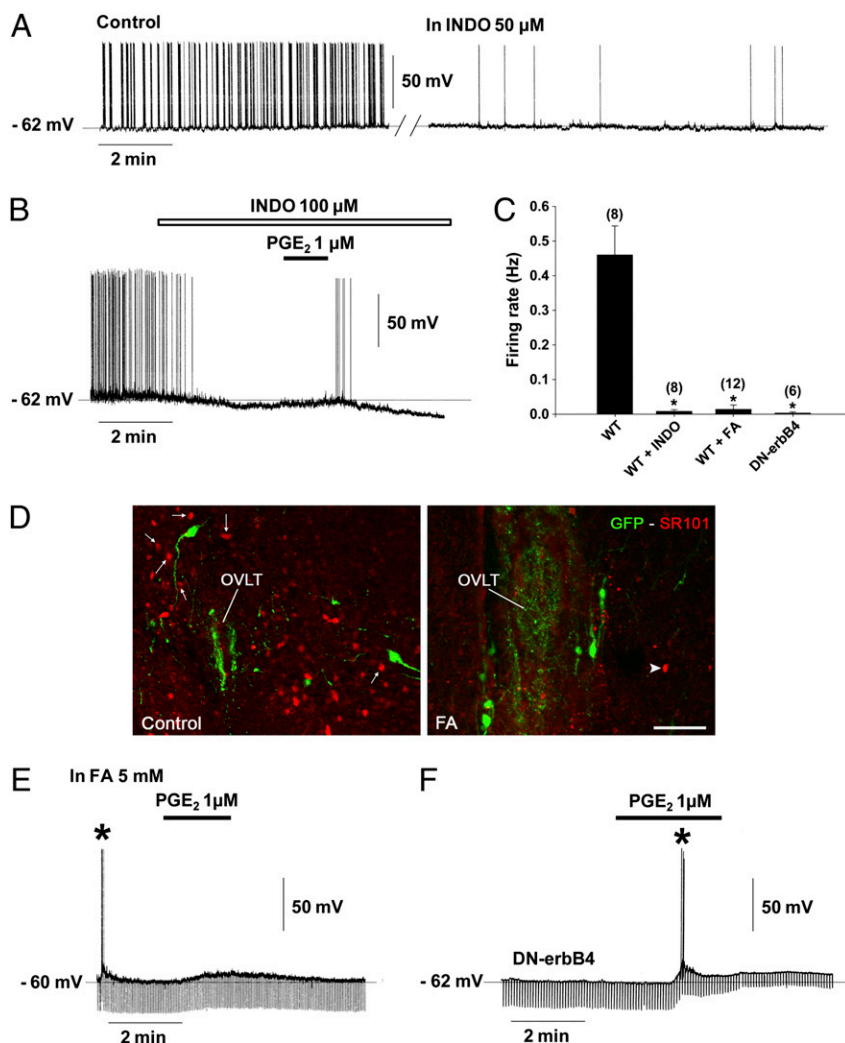 A
Control
In INDO 50 µM
50 mV
- 62 mV
2 min
B
INDO 100 µM
PGE₂ 1 µM
50 mV
- 62 mV
2 min
C
Firing rate (Hz)
0.6
0.5
0.4
0.3
0.2
0.1
0.0
(8)
(8)
*
(12)
*
(6)
*
WT
WT + INDO
WT + FA
DN-erbB4
D
OVLT
Control
GFP - SR101
OVLT
FA
E
In FA 5 mM
PGE₂ 1µM
*
50 mV
- 60 mV
2 min
F
PGE₂ 1µM
*
50 mV
DN-erbB4
- 62 mV
2 min